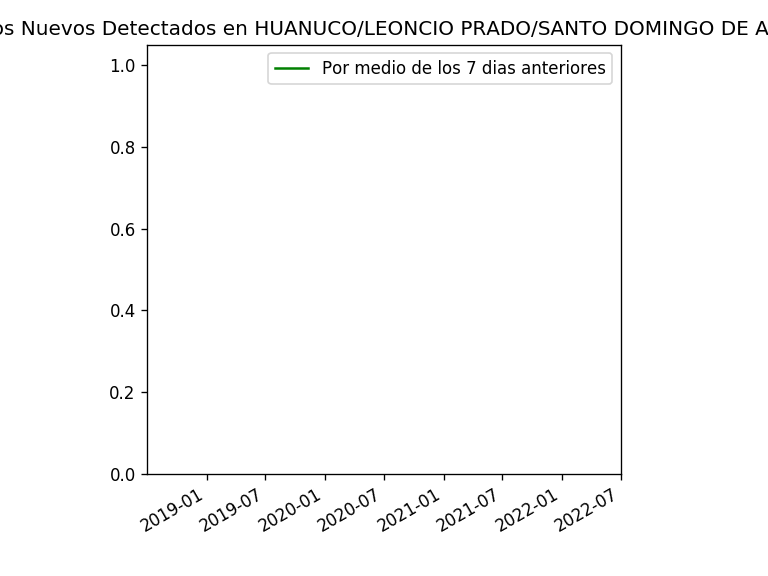 Nuevos Detectados en HUANUCO/LEONCIO PRADO/SANTO DOMINGO DE
Por medio de los 7 dias anteriores
1.0
0.8
0.6
0.4
0.2
0.0
2019-01 2019-07 2020-01 2020-07 2021-01 2021-07 2022-01 2022-07